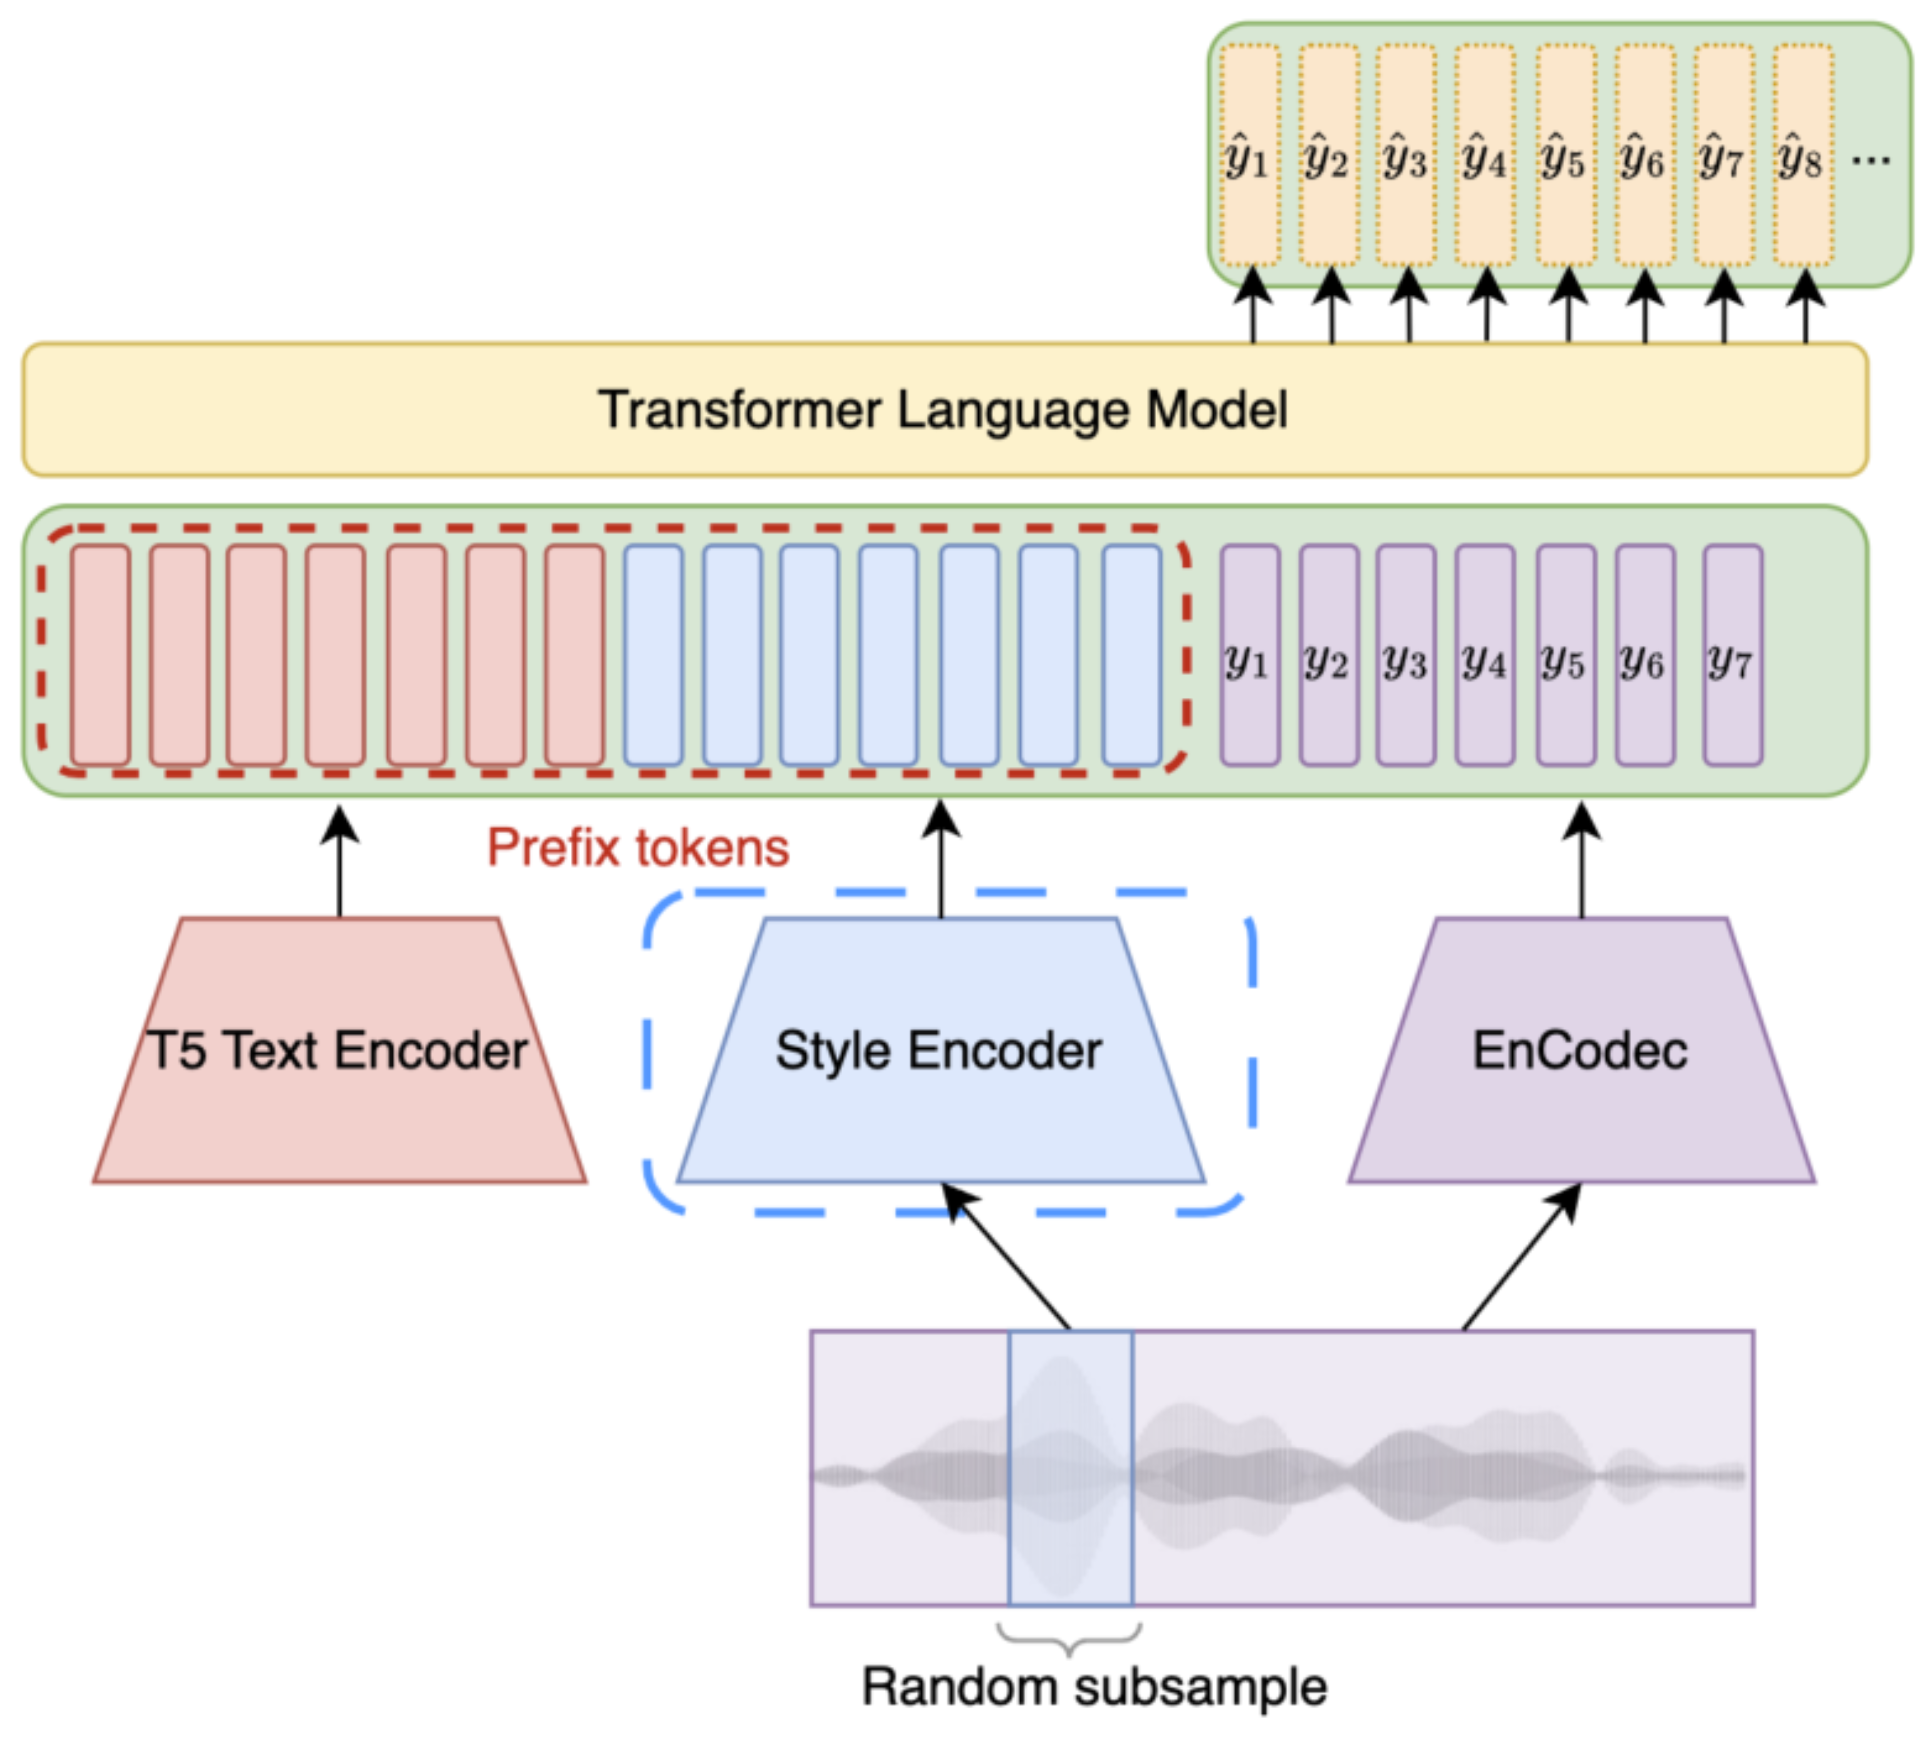 ŷ₁ ŷ₂ ŷ₃ ŷ₄ ŷ₅ ŷ₆ ŷ₇ ŷ₈ ...
Transformer Language Model
y₁ y₂ y₃ y₄ y₅ y₆ y₇
Prefix tokens
T5 Text Encoder
Style Encoder
EnCodec
Random subsample